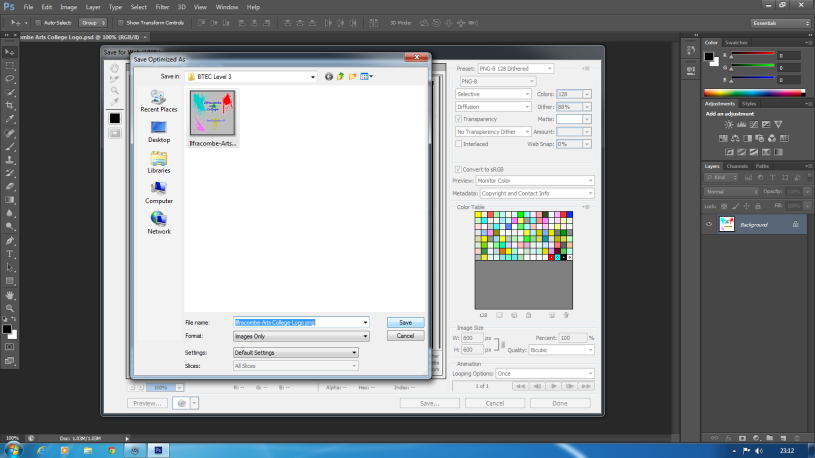 Ps File Edit Image Layer Type Select Filter 3D View Window Help
Auto-Select Group Show Transform Controls 3D Mode: Essentials
ombe Arts College Logo.psd @ 100% (RGB/8) ×
Save for Web
Save Optimized As
Save in: BTEC Level 3
Recent Places
Desktop
Libraries
Computer
Network
Ilfracombe-Arts...
File name: Ilfracombe-Arts-College-Logo.png Save
Format: Images Only Cancel
Settings: Default Settings
Slices: All Slices
Preset: PNG-8 128 Dithered
PNG-8
Selective Colors: 128
Diffusion Dither: 88%
Transparency Matte:
No Transparency Dither Amount:
Interlaced Web Snap: 0%
Convert to sRGB
Preview: Monitor Color
Metadata: Copyright and Contact Info
Color Table
128
Image Size
W: 600 px Percent: 100 %
H: 600 px Quality: Bicubic
Animation
Looping Options: Once
1 of 1
100% R: -- G: -- B: -- Alpha: -- Hex: -- Index: --
Preview... Save... Cancel Done
Color Swatches
R 0
G 0
B 0
Adjustments Styles
Add an adjustment
Layers Channels Paths
Kind
Normal Opacity: 100%
Lock: Fill: 100%
Background
100% Doc: 1.03M/1.03M
23:12